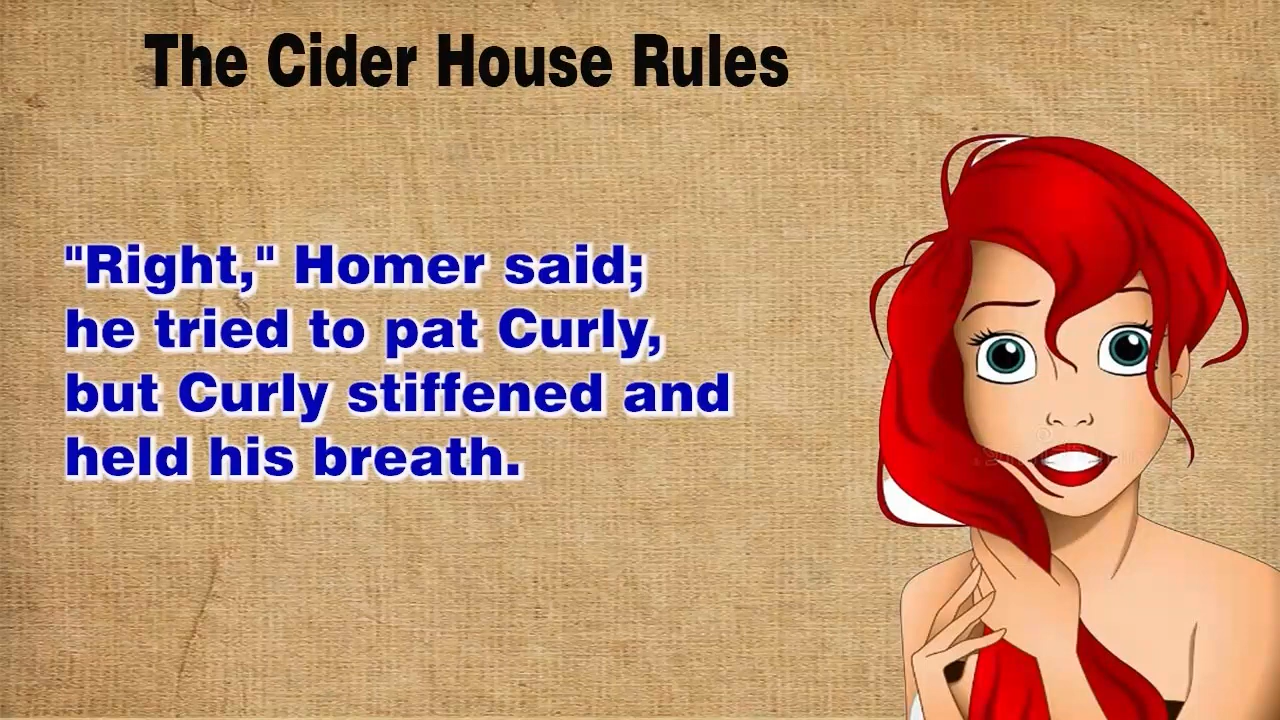 The Cider House Rules
"Right," Homer said;
he tried to pat Curly,
but Curly stiffened and
held his breath.